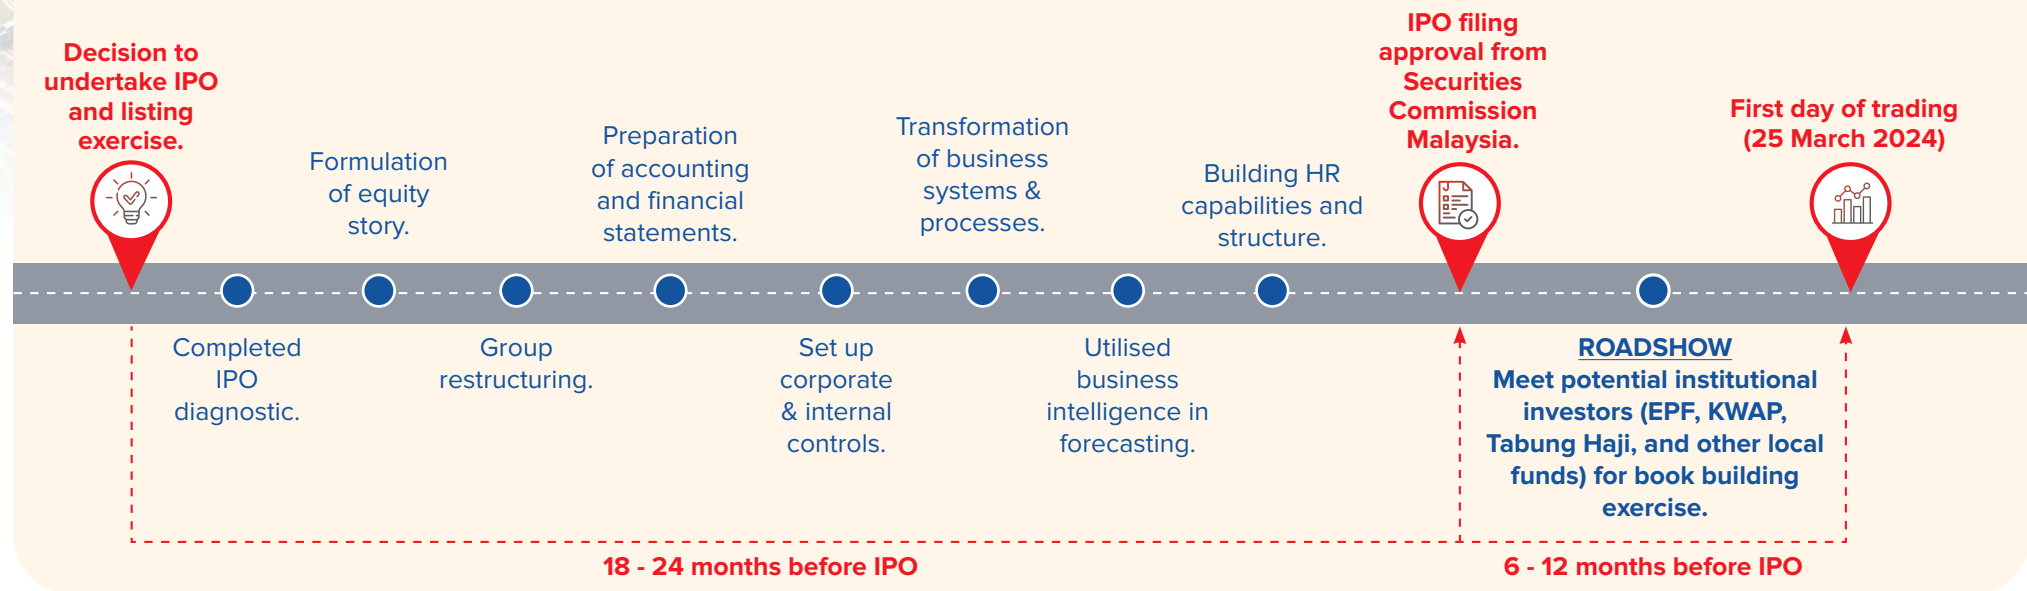 Decision to
undertake IPO
and listing
exercise.
Completed
IPO
diagnostic.
Formulation
of equity
story.
Group
restructuring.
Preparation
of accounting
and financial
statements.
Set up
corporate
& internal
controls.
Transformation
of business
systems &
processes.
Utilised
business
intelligence in
forecasting.
Building HR
capabilities and
structure.
IPO filing
approval from
Securities
Commission
Malaysia.
ROADSHOW
Meet potential institutional
investors (EPF, KWAP,
Tabung Haji, and other local
funds) for book building
exercise.
First day of trading
(25 March 2024)
18 - 24 months before IPO
6 - 12 months before IPO